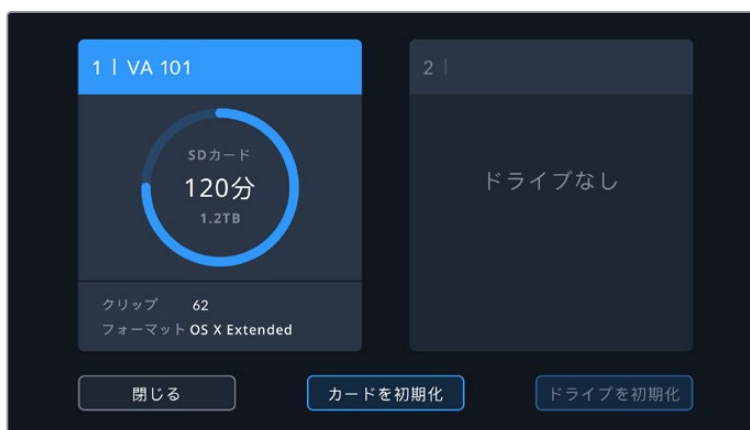 1 | VA 101
SDカード
120分
1.2TB
クリップ 62
フォーマット OS X Extended
2 |
ドライブなし
閉じる
カードを初期化
ドライブを初期化